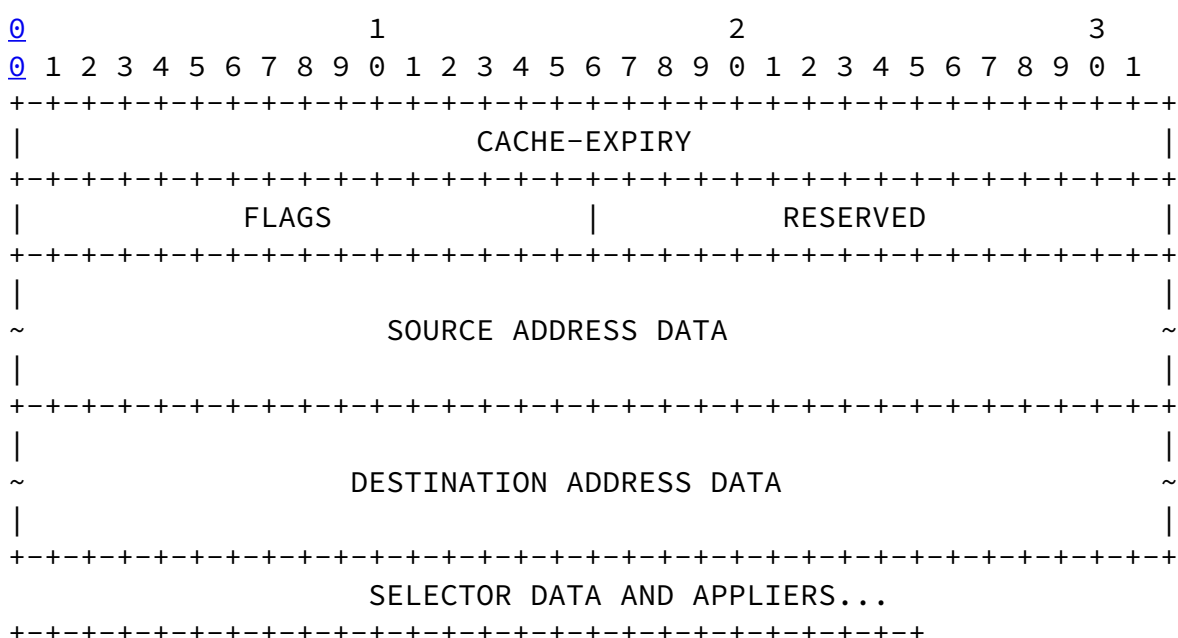 0                   1                   2                   3
0 1 2 3 4 5 6 7 8 9 0 1 2 3 4 5 6 7 8 9 0 1 2 3 4 5 6 7 8 9 0 1
+-+-+-+-+-+-+-+-+-+-+-+-+-+-+-+-+-+-+-+-+-+-+-+-+-+-+-+-+-+-+-+-+
|                         CACHE-EXPIRY                          |
+-+-+-+-+-+-+-+-+-+-+-+-+-+-+-+-+-+-+-+-+-+-+-+-+-+-+-+-+-+-+-+-+
|            FLAGS              |          RESERVED             |
+-+-+-+-+-+-+-+-+-+-+-+-+-+-+-+-+-+-+-+-+-+-+-+-+-+-+-+-+-+-+-+-+
|                                                               |
~                    SOURCE ADDRESS DATA                        ~
|                                                               |
+-+-+-+-+-+-+-+-+-+-+-+-+-+-+-+-+-+-+-+-+-+-+-+-+-+-+-+-+-+-+-+-+
|                                                               |
~                  DESTINATION ADDRESS DATA                     ~
|                                                               |
+-+-+-+-+-+-+-+-+-+-+-+-+-+-+-+-+-+-+-+-+-+-+-+-+-+-+-+-+-+-+-+-+
                    SELECTOR DATA AND APPLIERS...
+-+-+-+-+-+-+-+-+-+-+-+-+-+-+-+-+-+-+-+-+-+-+-+-+-+